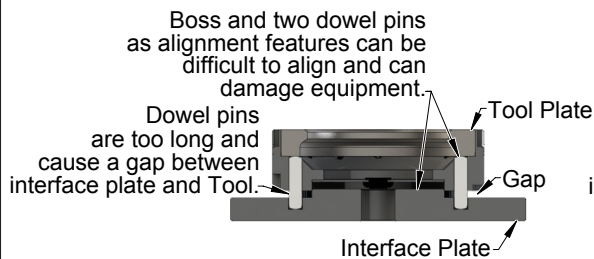 Boss and two dowel pins
as alignment features can be
difficult to align and can
damage equipment.
Tool Plate
Dowel pins
are too long and
cause a gap between
interface plate and Tool.
Gap
i
Interface Plate